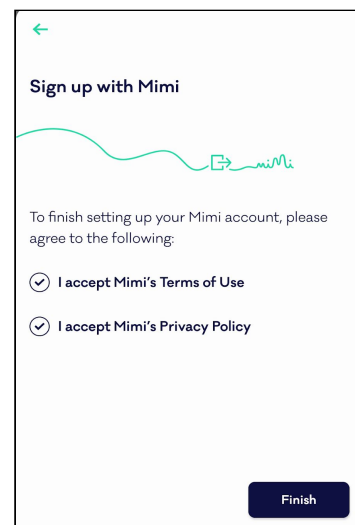 Sign up with Mimi
miMi
To finish setting up your Mimi account, please
agree to the following:
I accept Mimi's Terms of Use
I accept Mimi's Privacy Policy
Finish